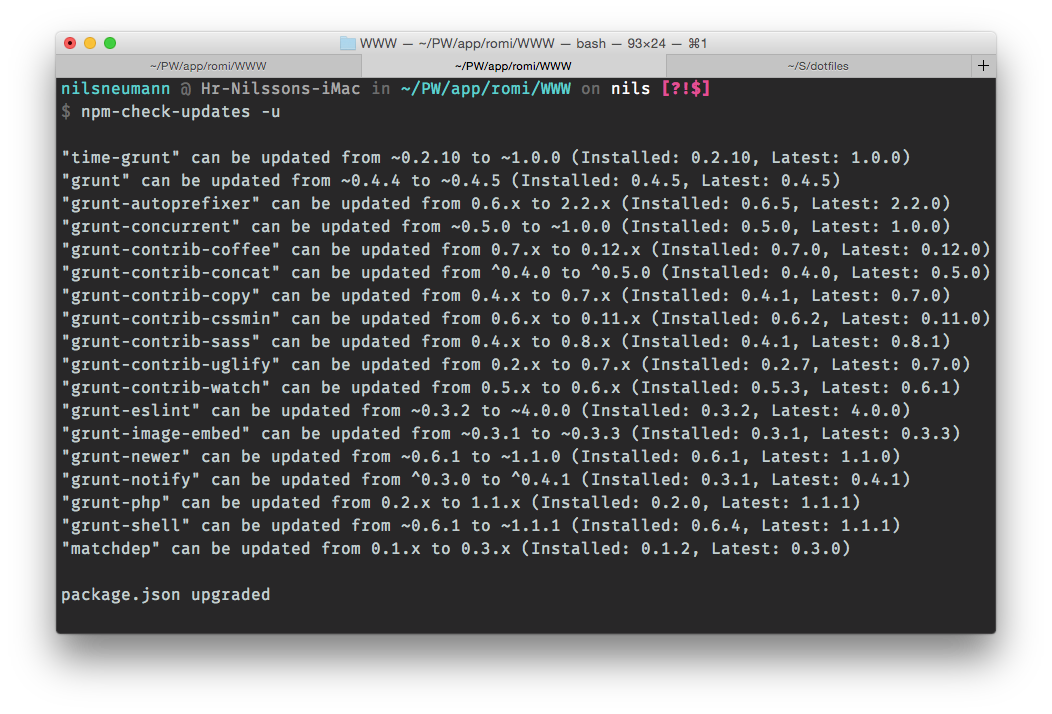 WWW — ~/PW/app/romi/WWW — bash — 93×24 — ⌘1
~/PW/app/romi/WWW ~/PW/app/romi/WWW ~/S/dotfiles +
nilsneumann @ Hr-Nilssons-iMac in ~/PW/app/romi/WWW on nils [?!$]
$ npm-check-updates -u
"time-grunt" can be updated from ~0.2.10 to ~1.0.0 (Installed: 0.2.10, Latest: 1.0.0)
"grunt" can be updated from ~0.4.4 to ~0.4.5 (Installed: 0.4.5, Latest: 0.4.5)
"grunt-autoprefixer" can be updated from 0.6.x to 2.2.x (Installed: 0.6.5, Latest: 2.2.0)
"grunt-concurrent" can be updated from ~0.5.0 to ~1.0.0 (Installed: 0.5.0, Latest: 1.0.0)
"grunt-contrib-coffee" can be updated from 0.7.x to 0.12.x (Installed: 0.7.0, Latest: 0.12.0)
"grunt-contrib-concat" can be updated from ^0.4.0 to ^0.5.0 (Installed: 0.4.0, Latest: 0.5.0)
"grunt-contrib-copy" can be updated from 0.4.x to 0.7.x (Installed: 0.4.1, Latest: 0.7.0)
"grunt-contrib-cssmin" can be updated from 0.6.x to 0.11.x (Installed: 0.6.2, Latest: 0.11.0)
"grunt-contrib-sass" can be updated from 0.4.x to 0.8.x (Installed: 0.4.1, Latest: 0.8.1)
"grunt-contrib-uglify" can be updated from 0.2.x to 0.7.x (Installed: 0.2.7, Latest: 0.7.0)
"grunt-contrib-watch" can be updated from 0.5.x to 0.6.x (Installed: 0.5.3, Latest: 0.6.1)
"grunt-eslint" can be updated from ~0.3.2 to ~4.0.0 (Installed: 0.3.2, Latest: 4.0.0)
"grunt-image-embed" can be updated from ~0.3.1 to ~0.3.3 (Installed: 0.3.1, Latest: 0.3.3)
"grunt-newer" can be updated from ~0.6.1 to ~1.1.0 (Installed: 0.6.1, Latest: 1.1.0)
"grunt-notify" can be updated from ^0.3.0 to ^0.4.1 (Installed: 0.3.1, Latest: 0.4.1)
"grunt-php" can be updated from 0.2.x to 1.1.x (Installed: 0.2.0, Latest: 1.1.1)
"grunt-shell" can be updated from ~0.6.1 to ~1.1.1 (Installed: 0.6.4, Latest: 1.1.1)
"matchdep" can be updated from 0.1.x to 0.3.x (Installed: 0.1.2, Latest: 0.3.0)
package.json upgraded